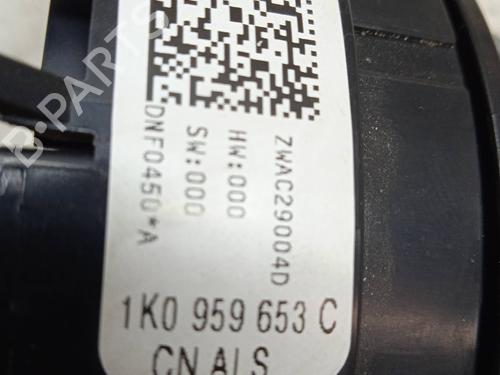 B-PARTS
ZWAC29004D
HW:000
SW:000
DNF0450*A
1K0 959 653 C
CN ALS